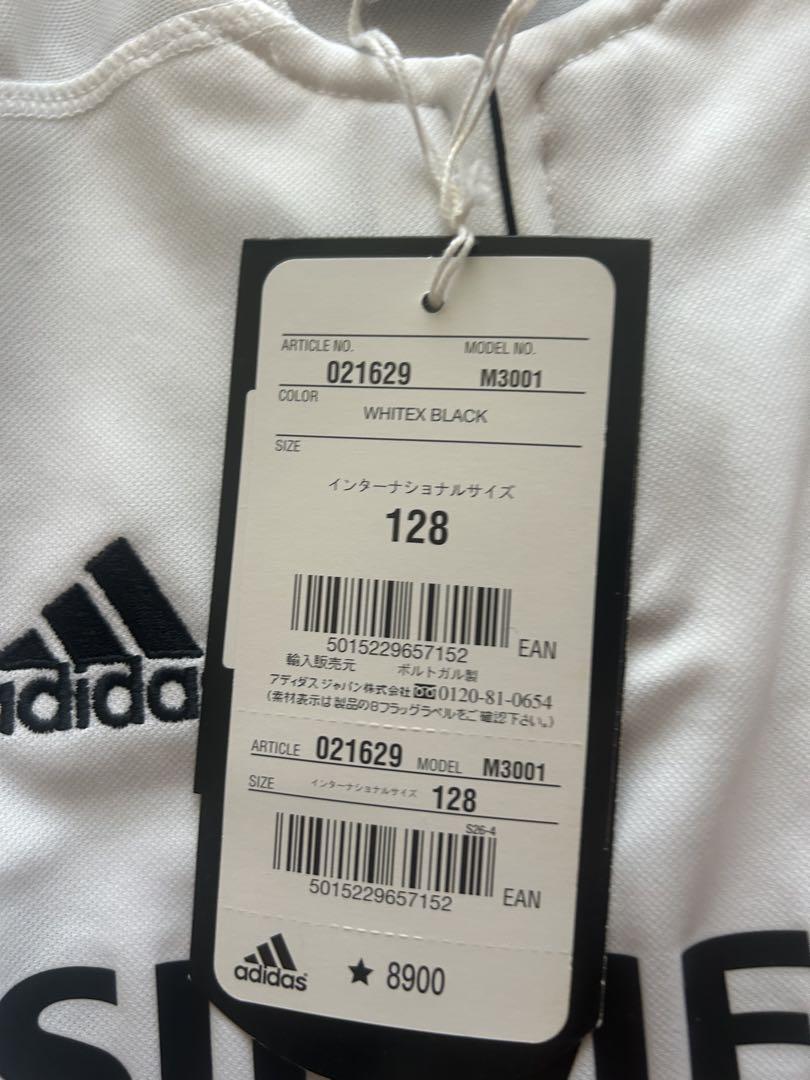 ARTICLE NO. MODEL NO.
021629 M3001
COLOR
WHITEX BLACK
SIZE
インターナショナルサイズ
128
5015229657152 EAN
輸入販売元 ポルトガル製
アディダス ジャパン株式会社 0120-81-0654
(素材表示は製品の8フラッグラベルをご確認下さい。)
ARTICLE 021629 MODEL M3001
SIZE インターナショナルサイズ 128
S26-4
5015229657152 EAN
adidas ★ 8900
adidas